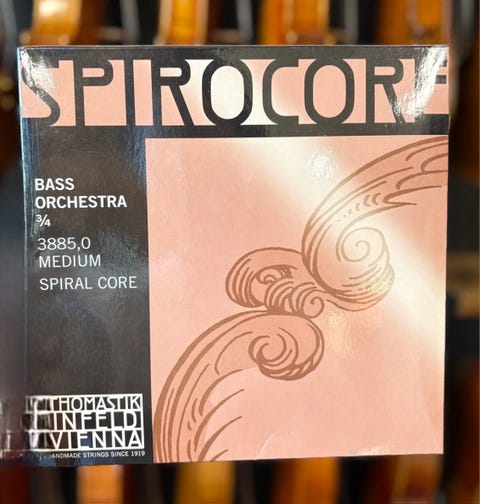 SPIROCORE
BASS
ORCHESTRA
¾
3885,0
MEDIUM
SPIRAL CORE
THOMASTIK
INFELD
VIENNA
HANDMADE STRINGS SINCE 1919